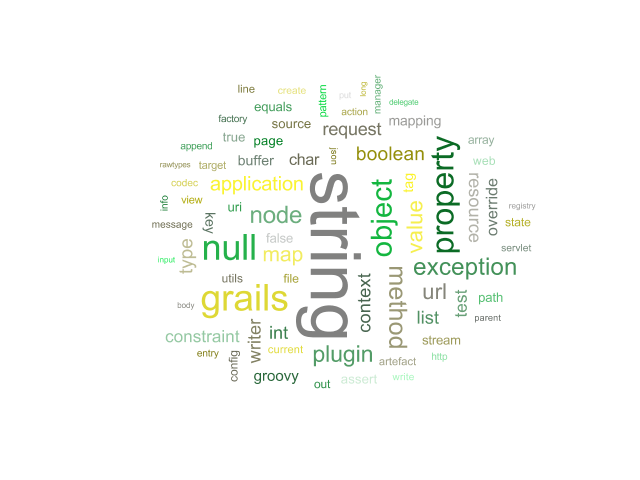 line
create
put
long
manager
pattern
delegate
equals
factory
source
action
mapping
request
true
page
append
buffer
char
json
boolean
array
rawtypes
target
web
codec
application
string
object
tag
value
property
resource
override
info
view
uri
node
registry
message
key
state
type
null
false
map
servlet
input
utils
file
context
method
exception
body
grails
url
test
path
constraint
writer
int
list
parent
entry
config
current
plugin
artefact
stream
http
groovy
out
assert
write